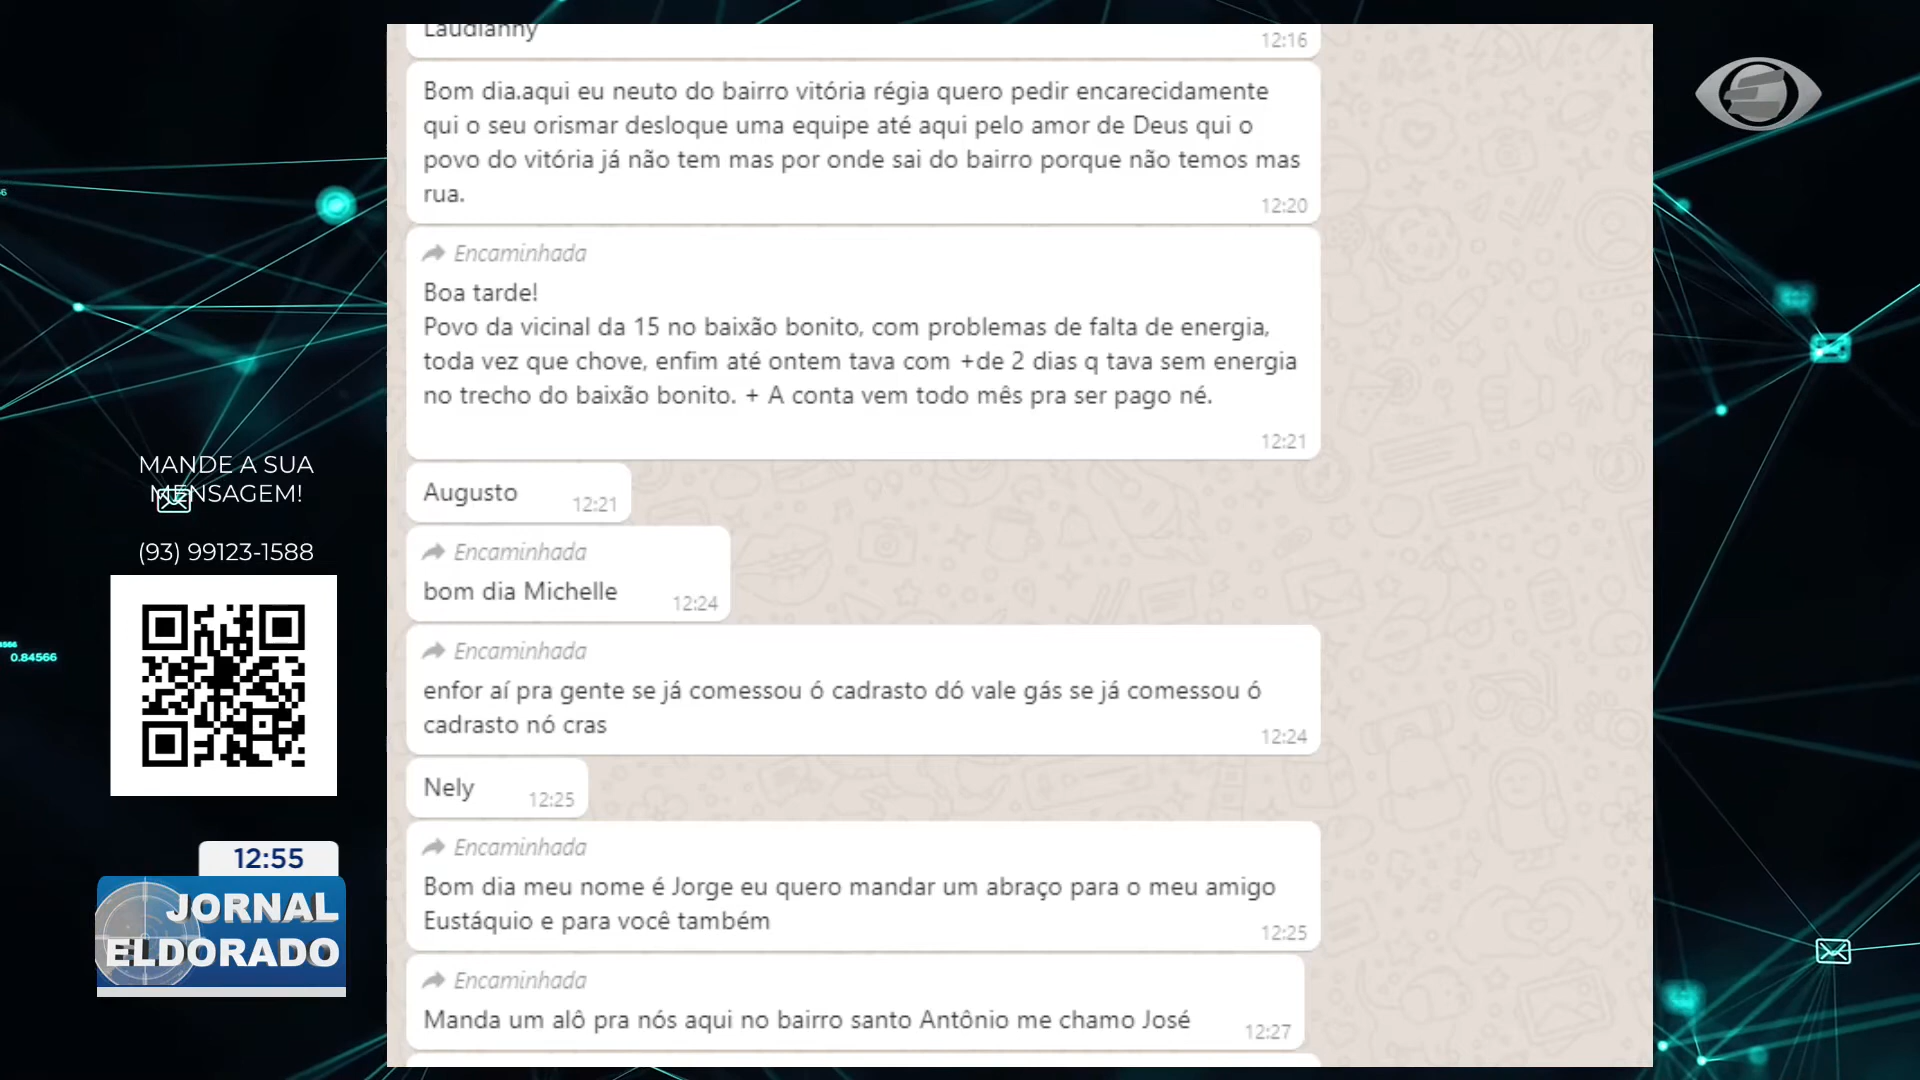 Laudianny
12:16
Bom dia.aqui eu neuto do bairro vitória régia quero pedir encarecidamente
qui o seu orismar desloque uma equipe até aqui pelo amor de Deus qui o
povo do vitória já não tem mas por onde sai do bairro porque não temos mas
rua.
12:20
Encaminhada
Boa tarde!
Povo da vicinal da 15 no baixão bonito, com problemas de falta de energia,
toda vez que chove, enfim até ontem tava com +de 2 dias q tava sem energia
no trecho do baixão bonito. + A conta vem todo mês pra ser pago né.
12:21
Augusto
12:21
Encaminhada
bom dia Michelle
12:24
Encaminhada
enfor aí pra gente se já comessou ó cadrasto dó vale gás se já comessou ó
cadrasto nó cras
12:24
Nely
12:25
Encaminhada
Bom dia meu nome é Jorge eu quero mandar um abraço para o meu amigo
Eustáquio e para você também
12:25
Encaminhada
Manda um alô pra nós aqui no bairro santo Antônio me chamo José
12:27
MANDE A SUA
MENSAGEM!
(93) 99123-1588
0.84566
12:55
JORNAL
ELDORADO